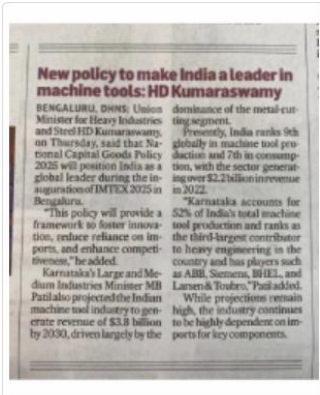 New policy to make India a leader in
machine tools: HD Kumaraswamy
BENGALURU, DHNS: Union
Minister for Heavy Industries
and Steel HD Kumaraswamy,
on Thursday, said that Na-
tional Capital Goods Policy
2025 will position India as a
global leader during the in-
auguration of IMTEX 2025 in
Bengaluru.
"This policy will provide a
framework to foster innova-
tion, reduce reliance on im-
ports, and enhance competi-
tiveness," he added.
Karnataka's Large and Me-
dium Industries Minister MB
Patil also projected the Indian
machine tool industry to gen-
erate revenue of $3.8 billion
by 2030, driven largely by the
dominance of the metal-cut-
ting segment.
Presently, India ranks 9th
globally in machine tool pro-
duction and 7th in consump-
tion, with the sector generat-
ing over $2.2 billion in revenue
in 2022.
"Karnataka accounts for
52% of India's total machine
tool production and ranks as
the third-largest contributor
to heavy engineering in the
country and has players such
as ABB, Siemens, BHEL, and
Larsen & Toubro," Patil added.
While projections remain
high, the industry continues
to be highly dependent on im-
ports for key components.